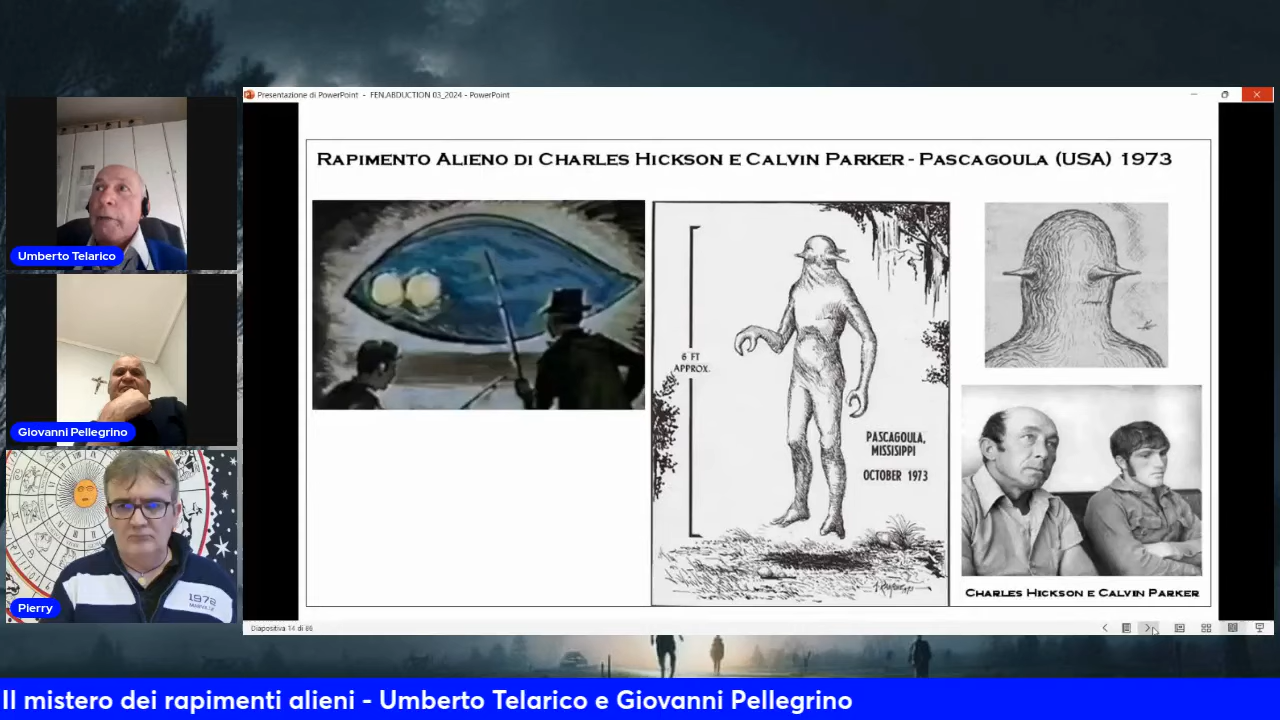 Presentazione di PowerPoint - FEN.ABDUCTION 03_2024 - PowerPoint
RAPIMENTO ALIENO DI CHARLES HICKSON E CALVIN PARKER - PASCAGOULA (USA) 1973
Umberto Telarico
6 FT
APPROX.
Giovanni Pellegrino
PASCAGOULA,
MISSISIPPI
OCTOBER 1973
CHARLES HICKSON E CALVIN PARKER
1978
Pierry
Diapositiva 14 di 86
Il mistero dei rapimenti alieni - Umberto Telarico e Giovanni Pellegrino